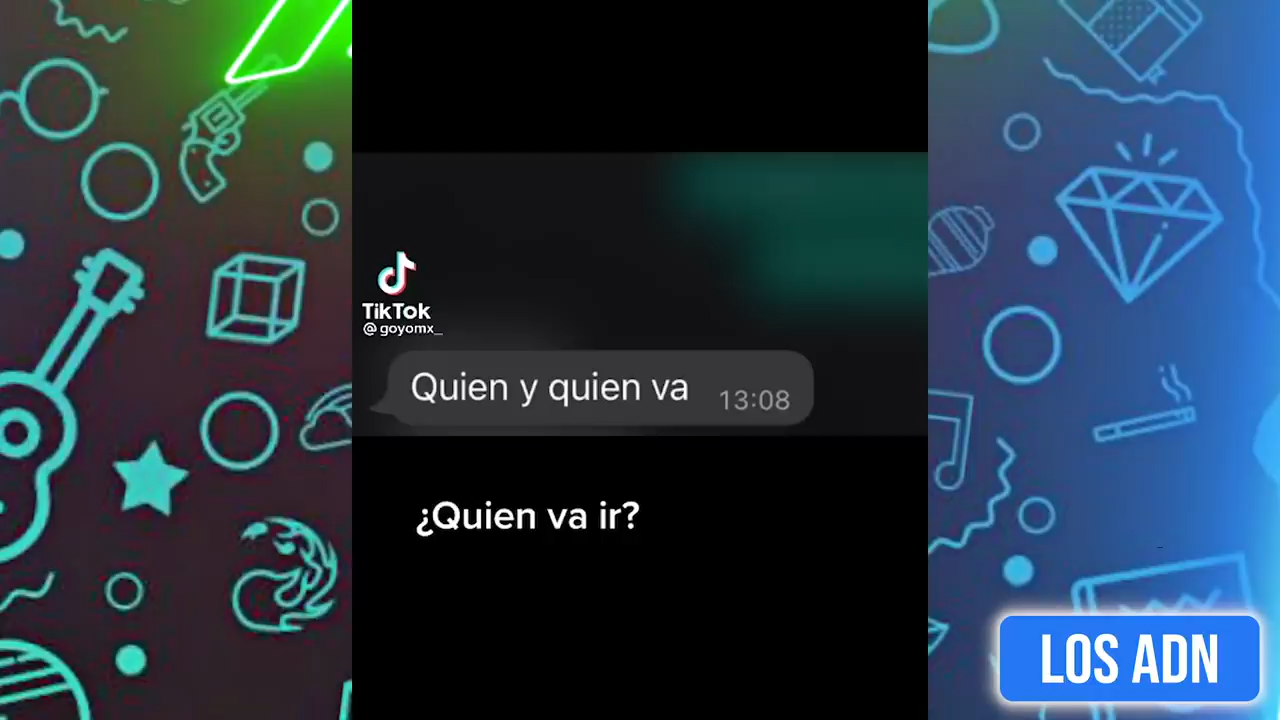 TikTok
@goyomx_
Quien y quien va 13:08
¿Quien va ir?
LOS ADN